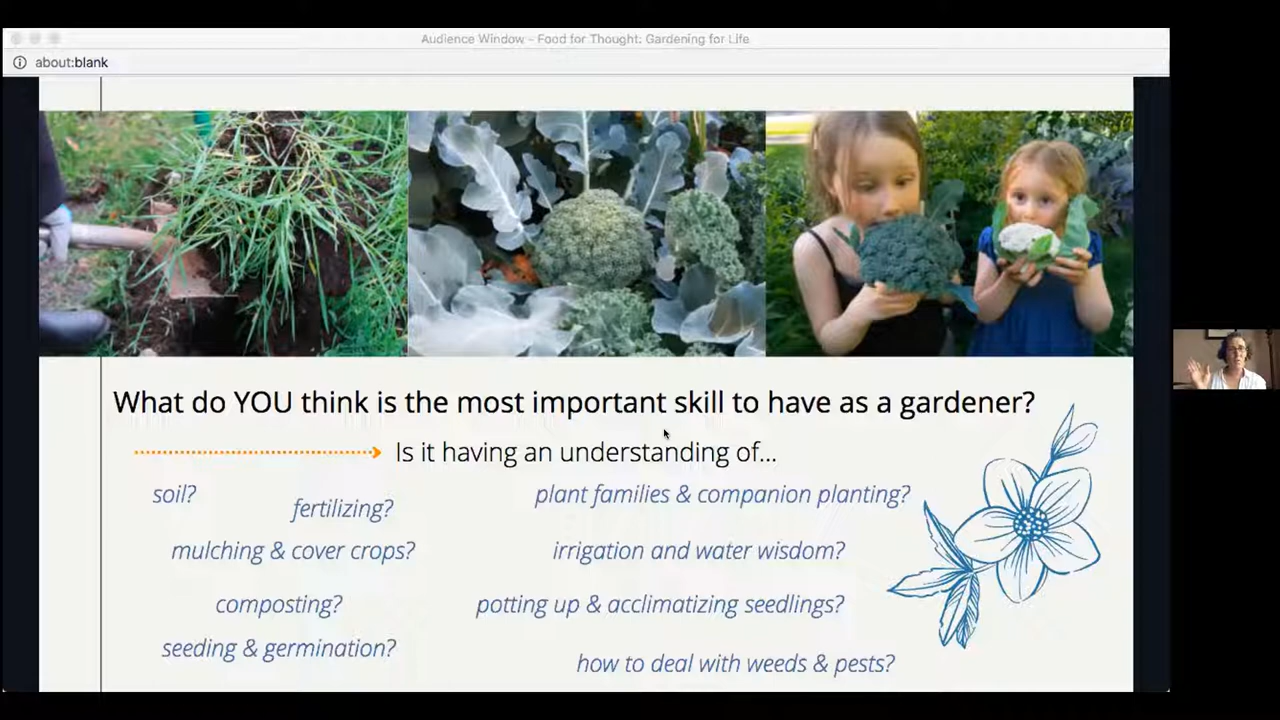 Audience Window - Food for Thought: Gardening for Life
about:blank
What do YOU think is the most important skill to have as a gardener?
Is it having an understanding of...
soil?
fertilizing?
plant families & companion planting?
mulching & cover crops?
irrigation and water wisdom?
composting?
potting up & acclimatizing seedlings?
seeding & germination?
how to deal with weeds & pests?